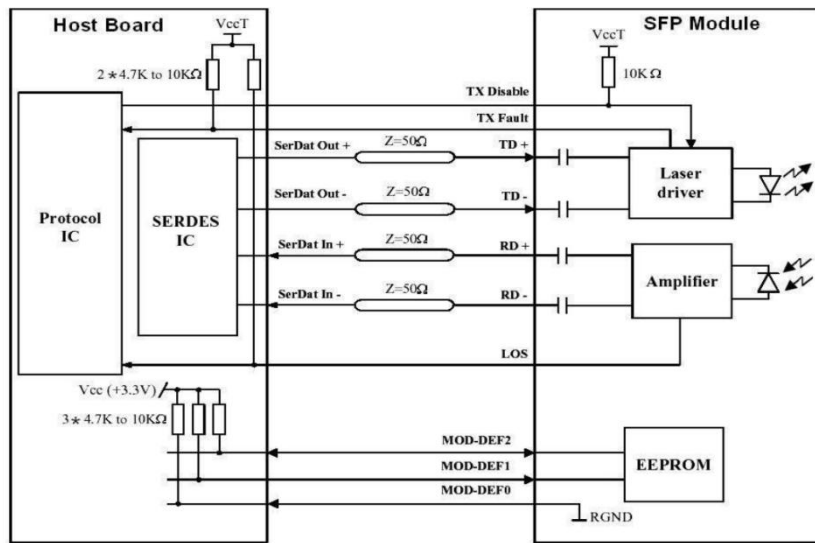 Host Board
SFP Module
VccT
VccT
2*4.7K to 10KΩ
10KΩ
TX Disable
TX Fault
SerDat Out +
Z=50Ω
TD +
SerDat Out -
Z=50Ω
TD -
Laser
driver
Protocol
IC
SERDES
IC
SerDat In +
Z=50Ω
RD +
Amplifier
SerDat In -
Z=50Ω
RD -
LOS
Vcc (+3.3V)
3*4.7K to 10KΩ
MOD-DEF2
MOD-DEF1
MOD-DEF0
EEPROM
RGND